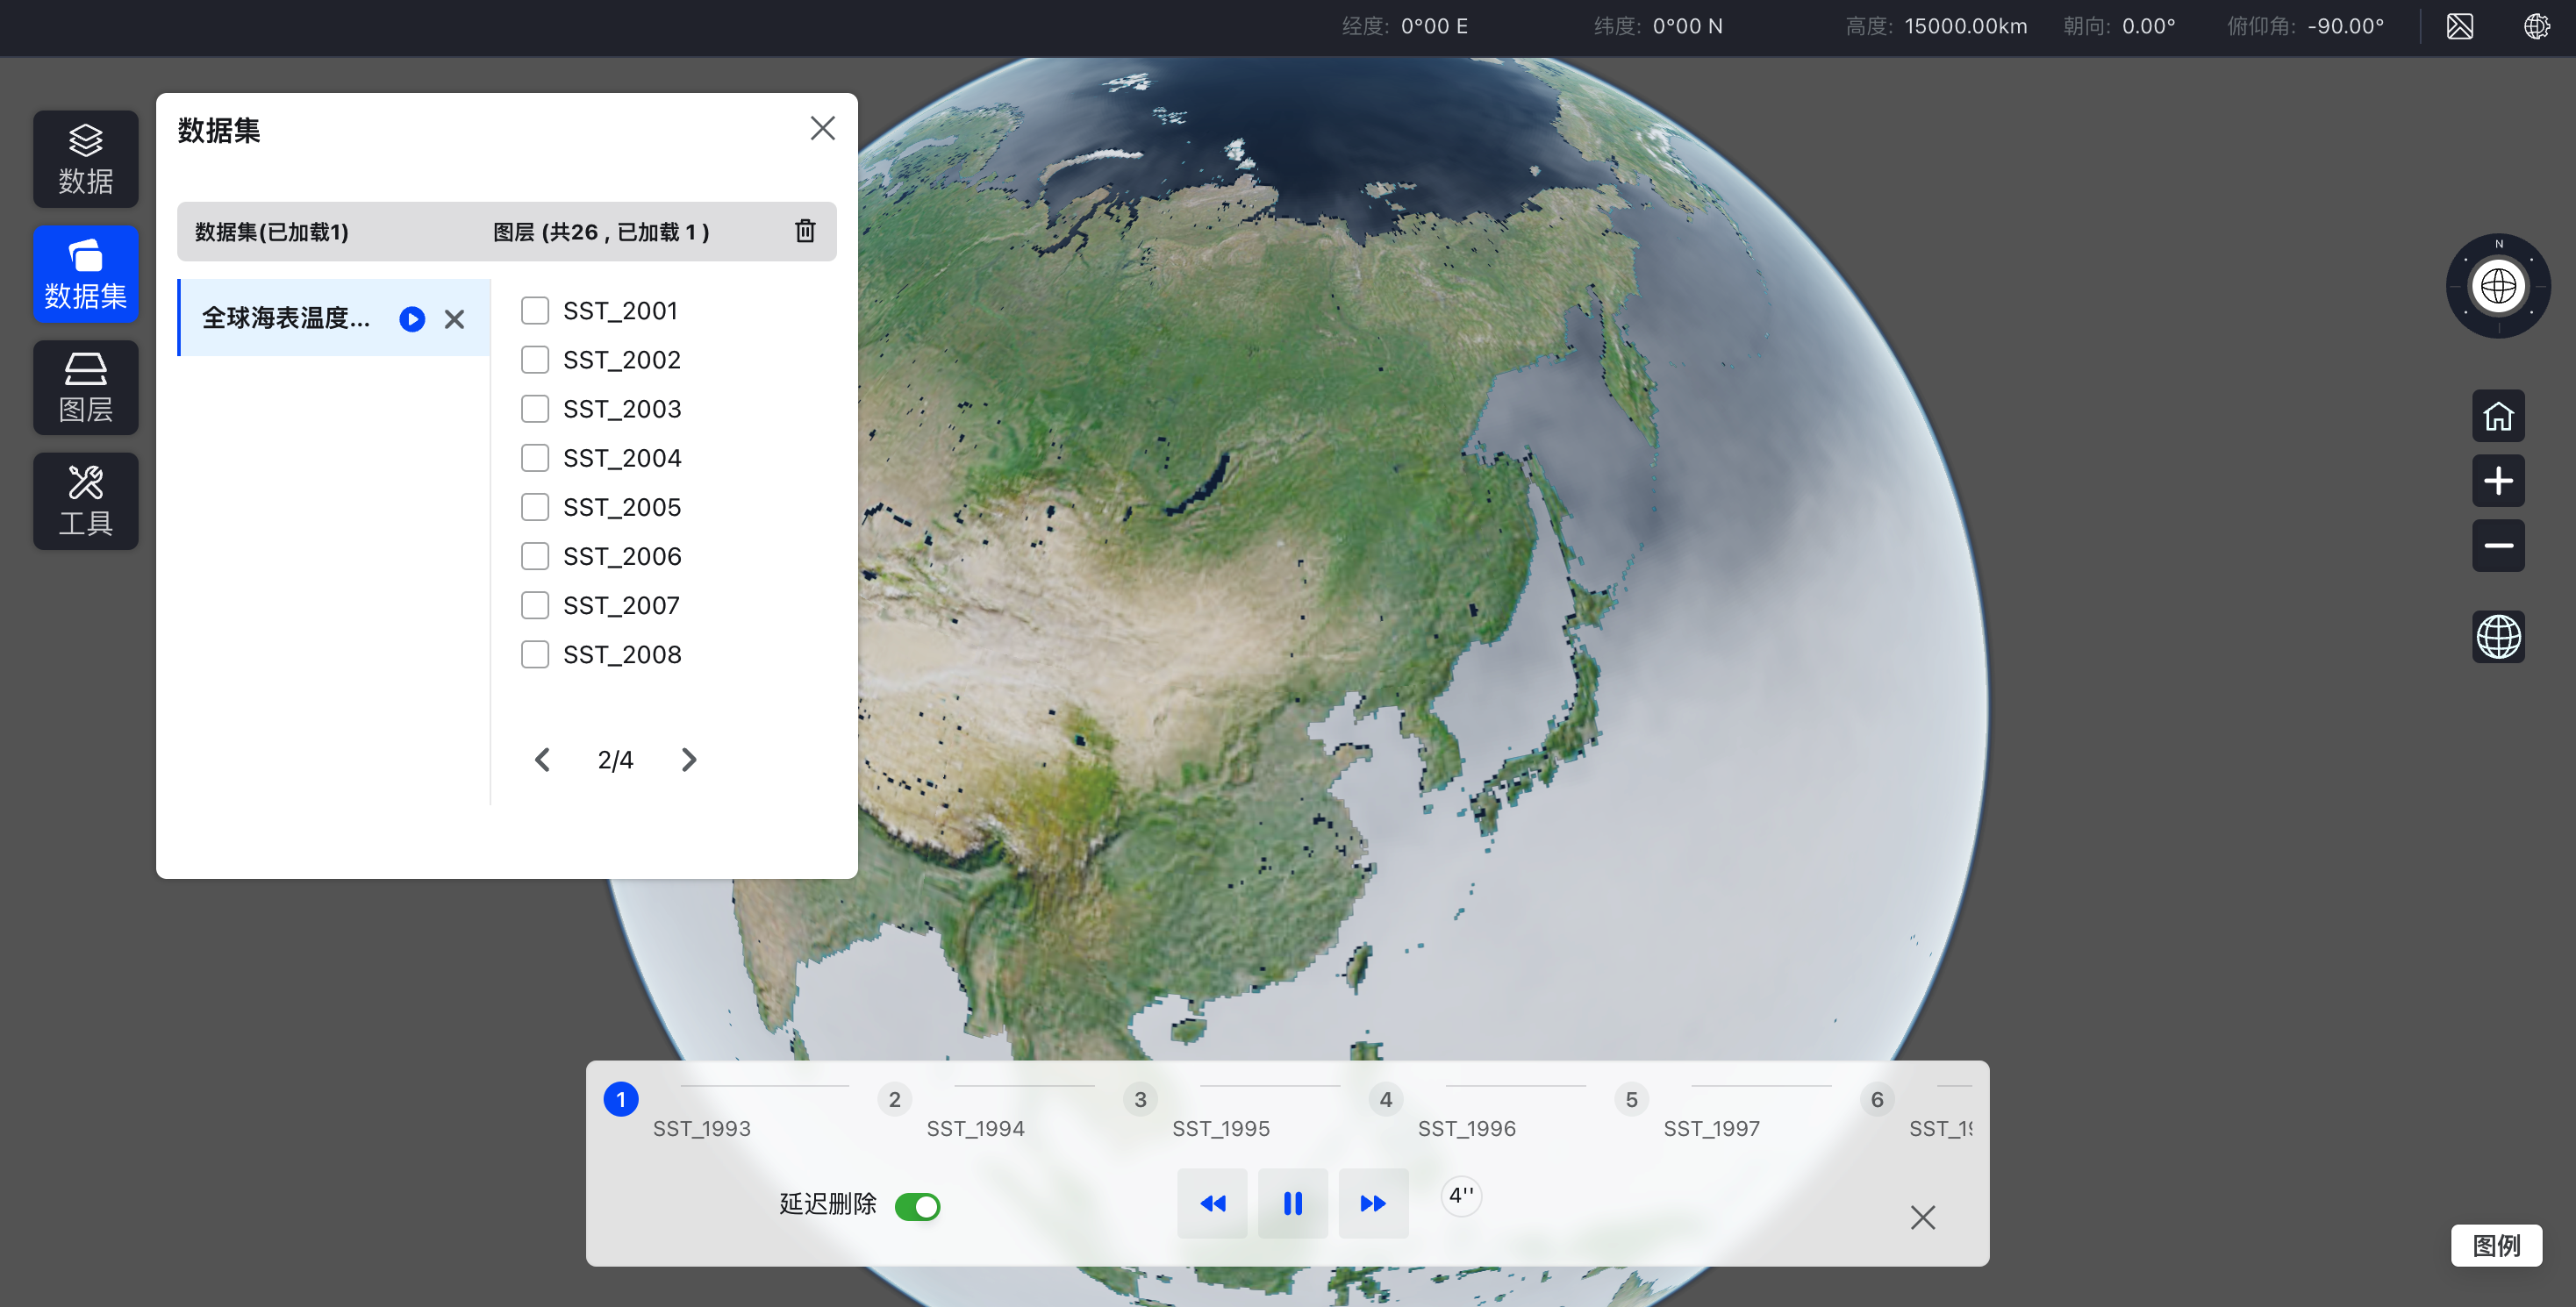 经度: 0°00 E 纬度: 0°00 N 高度: 15000.00km 朝向: 0.00° 俯仰角: -90.00°
数据
数据集
图层
工具
数据集
数据集(已加载1) 图层 (共26 , 已加载 1 )
全球海表温度...
SST_2001
SST_2002
SST_2003
SST_2004
SST_2005
SST_2006
SST_2007
SST_2008
2/4
N
1 2 3 4 5 6
SST_1993 SST_1994 SST_1995 SST_1996 SST_1997 SST_19
延迟删除 4''
图例